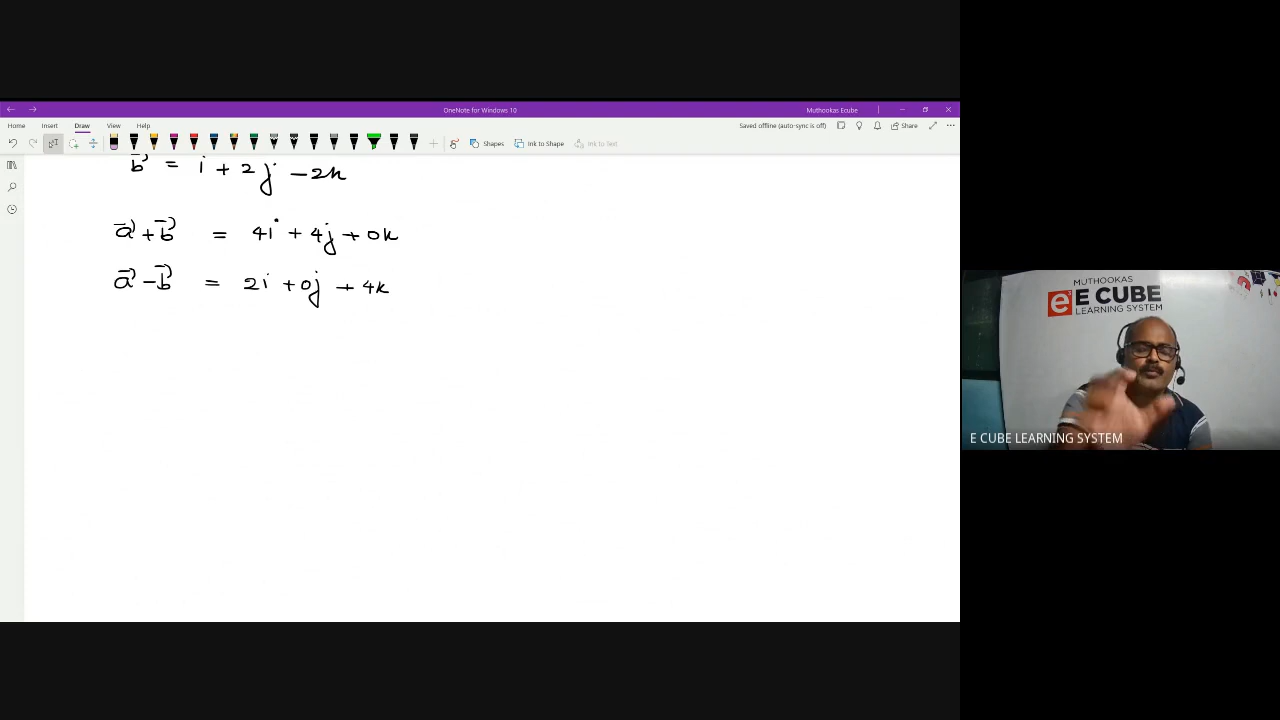 OneNote for Windows 10
Muthookas Ecube
Home Insert Draw View Help
Saved offline (auto-sync is off)
Share
Shapes
Ink to Shape
Ink to Text
b⃗ = i + 2j - 2k
a⃗ + b⃗ = 4i + 4j + 0k
a⃗ - b⃗ = 2i + 0j + 4k
MUTHOOKAS
E CUBE
LEARNING SYSTEM
E CUBE LEARNING SYSTEM